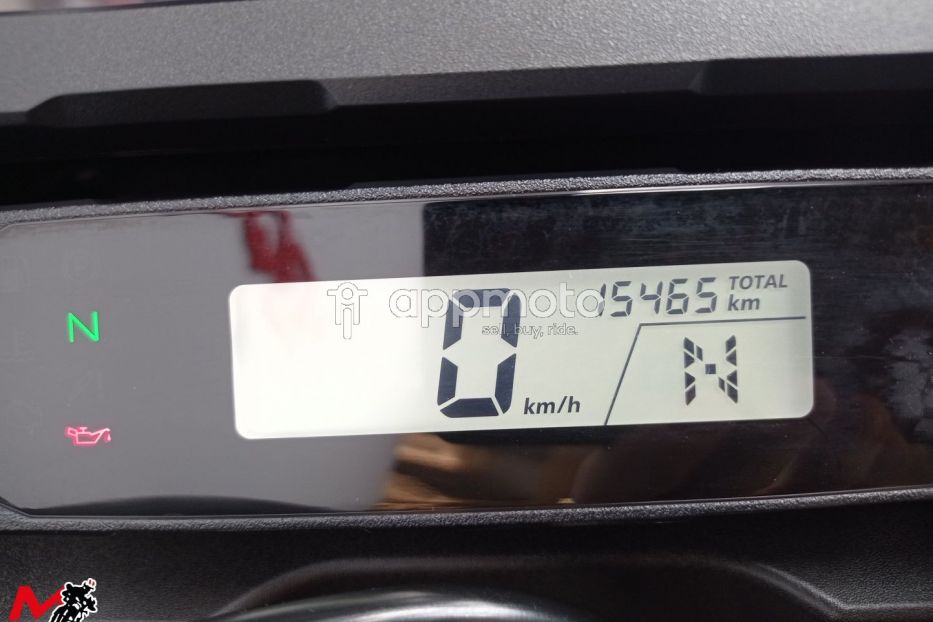 appmoto
sell, buy, ride.
15465 TOTAL km
0 km/h
N
N
M